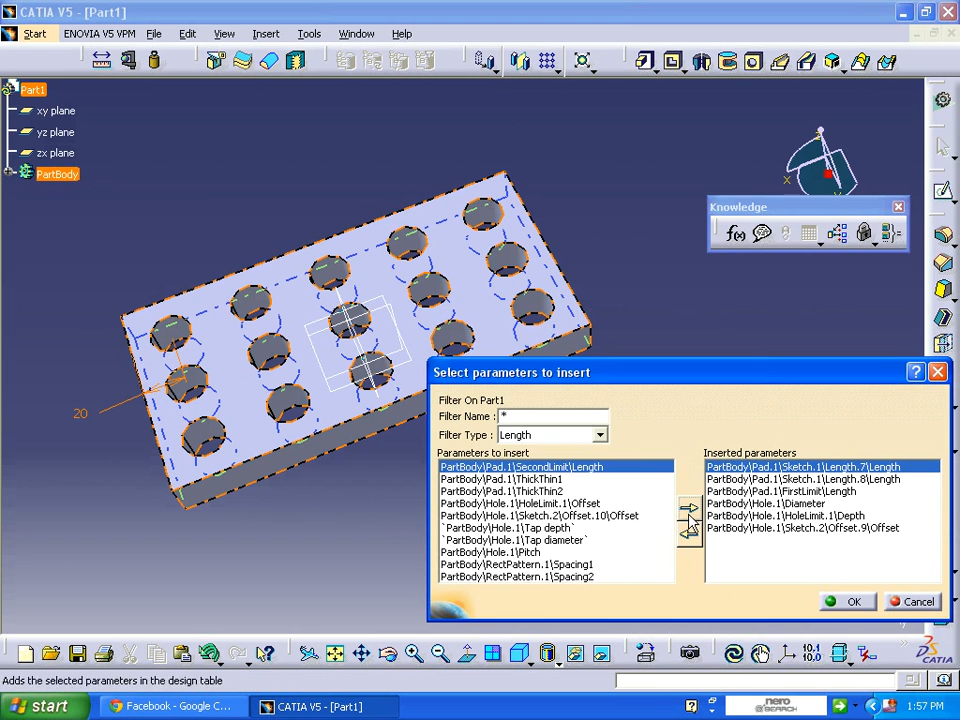 CATIA V5 - [Part1]
Start ENOVIA V5 VPM File Edit View Insert Tools Window Help
Part1
xy plane
yz plane
zx plane
PartBody
20
x
Knowledge
f(x)
Select parameters to insert
Filter On Part1
Filter Name : *
Filter Type : Length
Parameters to insert
PartBody\Pad.1\SecondLimit\Length
PartBody\Pad.1\ThickThin1
PartBody\Pad.1\ThickThin2
PartBody\Hole.1\HoleLimit.1\Offset
PartBody\Hole.1\Sketch.2\Offset.10\Offset
`PartBody\Hole.1\Tap depth`
`PartBody\Hole.1\Tap diameter`
PartBody\Hole.1\Pitch
PartBody\RectPattern.1\Spacing1
PartBody\RectPattern.1\Spacing2
Inserted parameters
PartBody\Pad.1\Sketch.1\Length.7\Length
PartBody\Pad.1\Sketch.1\Length.8\Length
PartBody\Pad.1\FirstLimit\Length
PartBody\Hole.1\Diameter
PartBody\Hole.1\HoleLimit.1\Depth
PartBody\Hole.1\Sketch.2\Offset.9\Offset
OK Cancel
10,1
10,0
CATIA
Adds the selected parameters in the design table
start Facebook - Google C... CATIA V5 - [Part1] nero SEARCH 1:57 PM